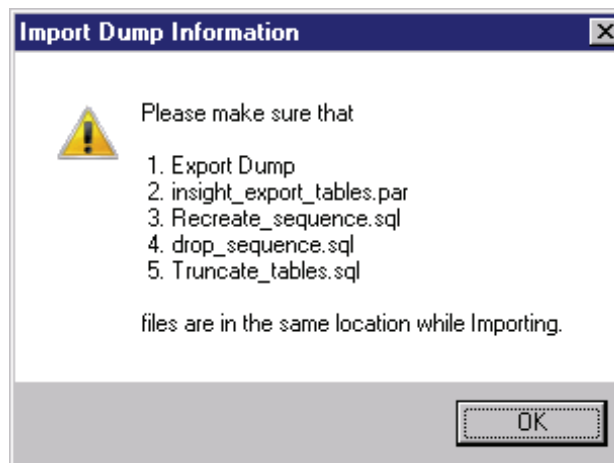 Import Dump Information
Please make sure that
1. Export Dump
2. insight_export_tables.par
3. Recreate_sequence.sql
4. drop_sequence.sql
5. Truncate_tables.sql
files are in the same location while Importing.
OK